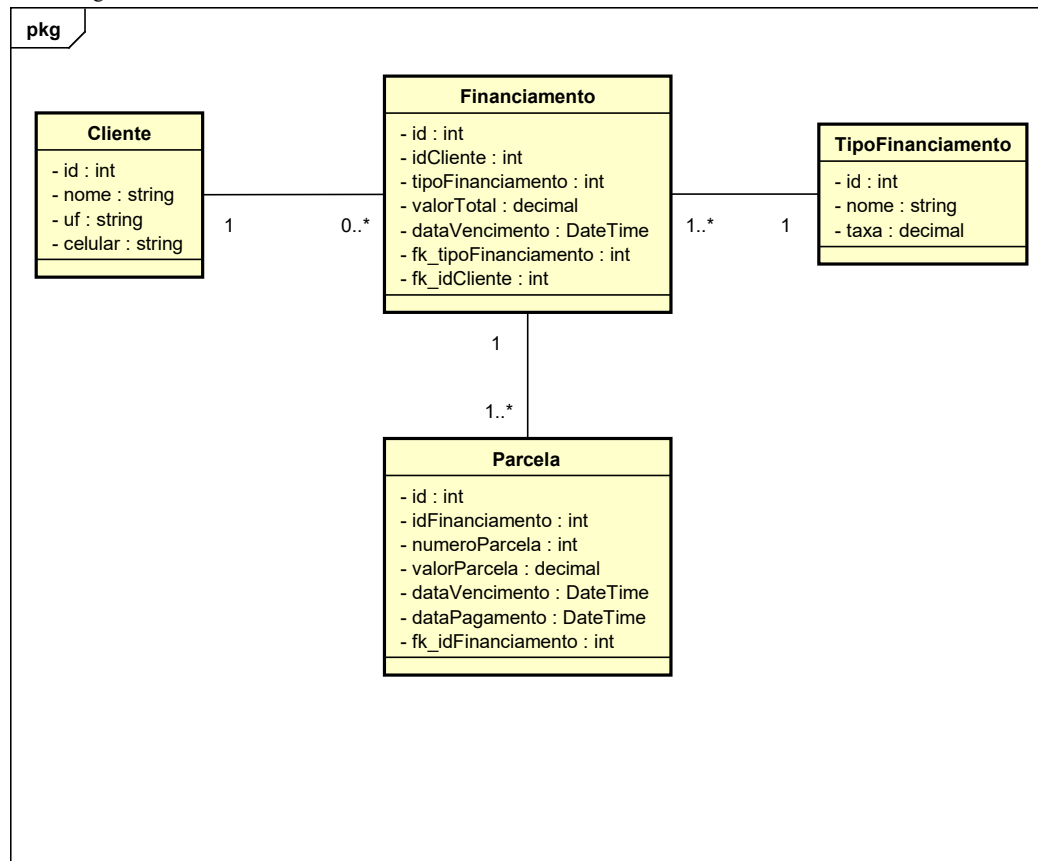 pkg
Cliente
- id : int
- nome : string
- uf : string
- celular : string
1
0..*
Financiamento
- id : int
- idCliente : int
- tipoFinanciamento : int
- valorTotal : decimal
- dataVencimento : DateTime
- fk_tipoFinanciamento : int
- fk_idCliente : int
1..*
1
TipoFinanciamento
- id : int
- nome : string
- taxa : decimal
1
1..*
Parcela
- id : int
- idFinanciamento : int
- numeroParcela : int
- valorParcela : decimal
- dataVencimento : DateTime
- dataPagamento : DateTime
- fk_idFinanciamento : int